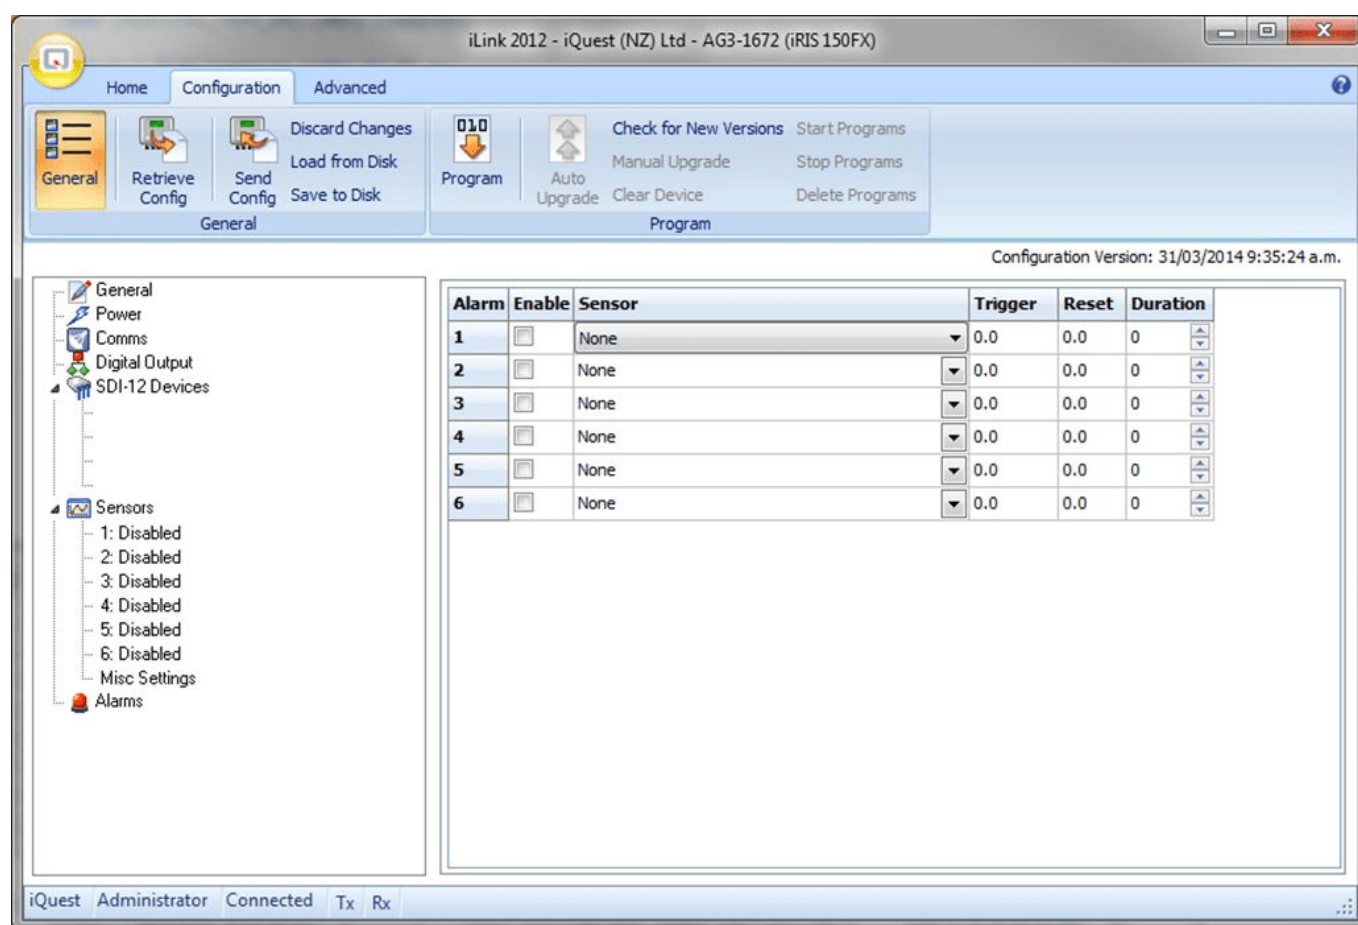 iLink 2012 - iQuest (NZ) Ltd - AG3-1672 (iRIS 150FX)
Home Configuration Advanced
General
Retrieve Config
Send Config
Discard Changes
Load from Disk
Save to Disk
General
010
Program
Auto Upgrade
Check for New Versions
Manual Upgrade
Clear Device
Start Programs
Stop Programs
Delete Programs
Program
Configuration Version: 31/03/2014 9:35:24 a.m.
General
Power
Comms
Digital Output
SDI-12 Devices
Sensors
1: Disabled
2: Disabled
3: Disabled
4: Disabled
5: Disabled
6: Disabled
Misc Settings
Alarms
Alarm Enable Sensor Trigger Reset Duration
1 None 0.0 0.0 0
2 None 0.0 0.0 0
3 None 0.0 0.0 0
4 None 0.0 0.0 0
5 None 0.0 0.0 0
6 None 0.0 0.0 0
iQuest Administrator Connected Tx Rx